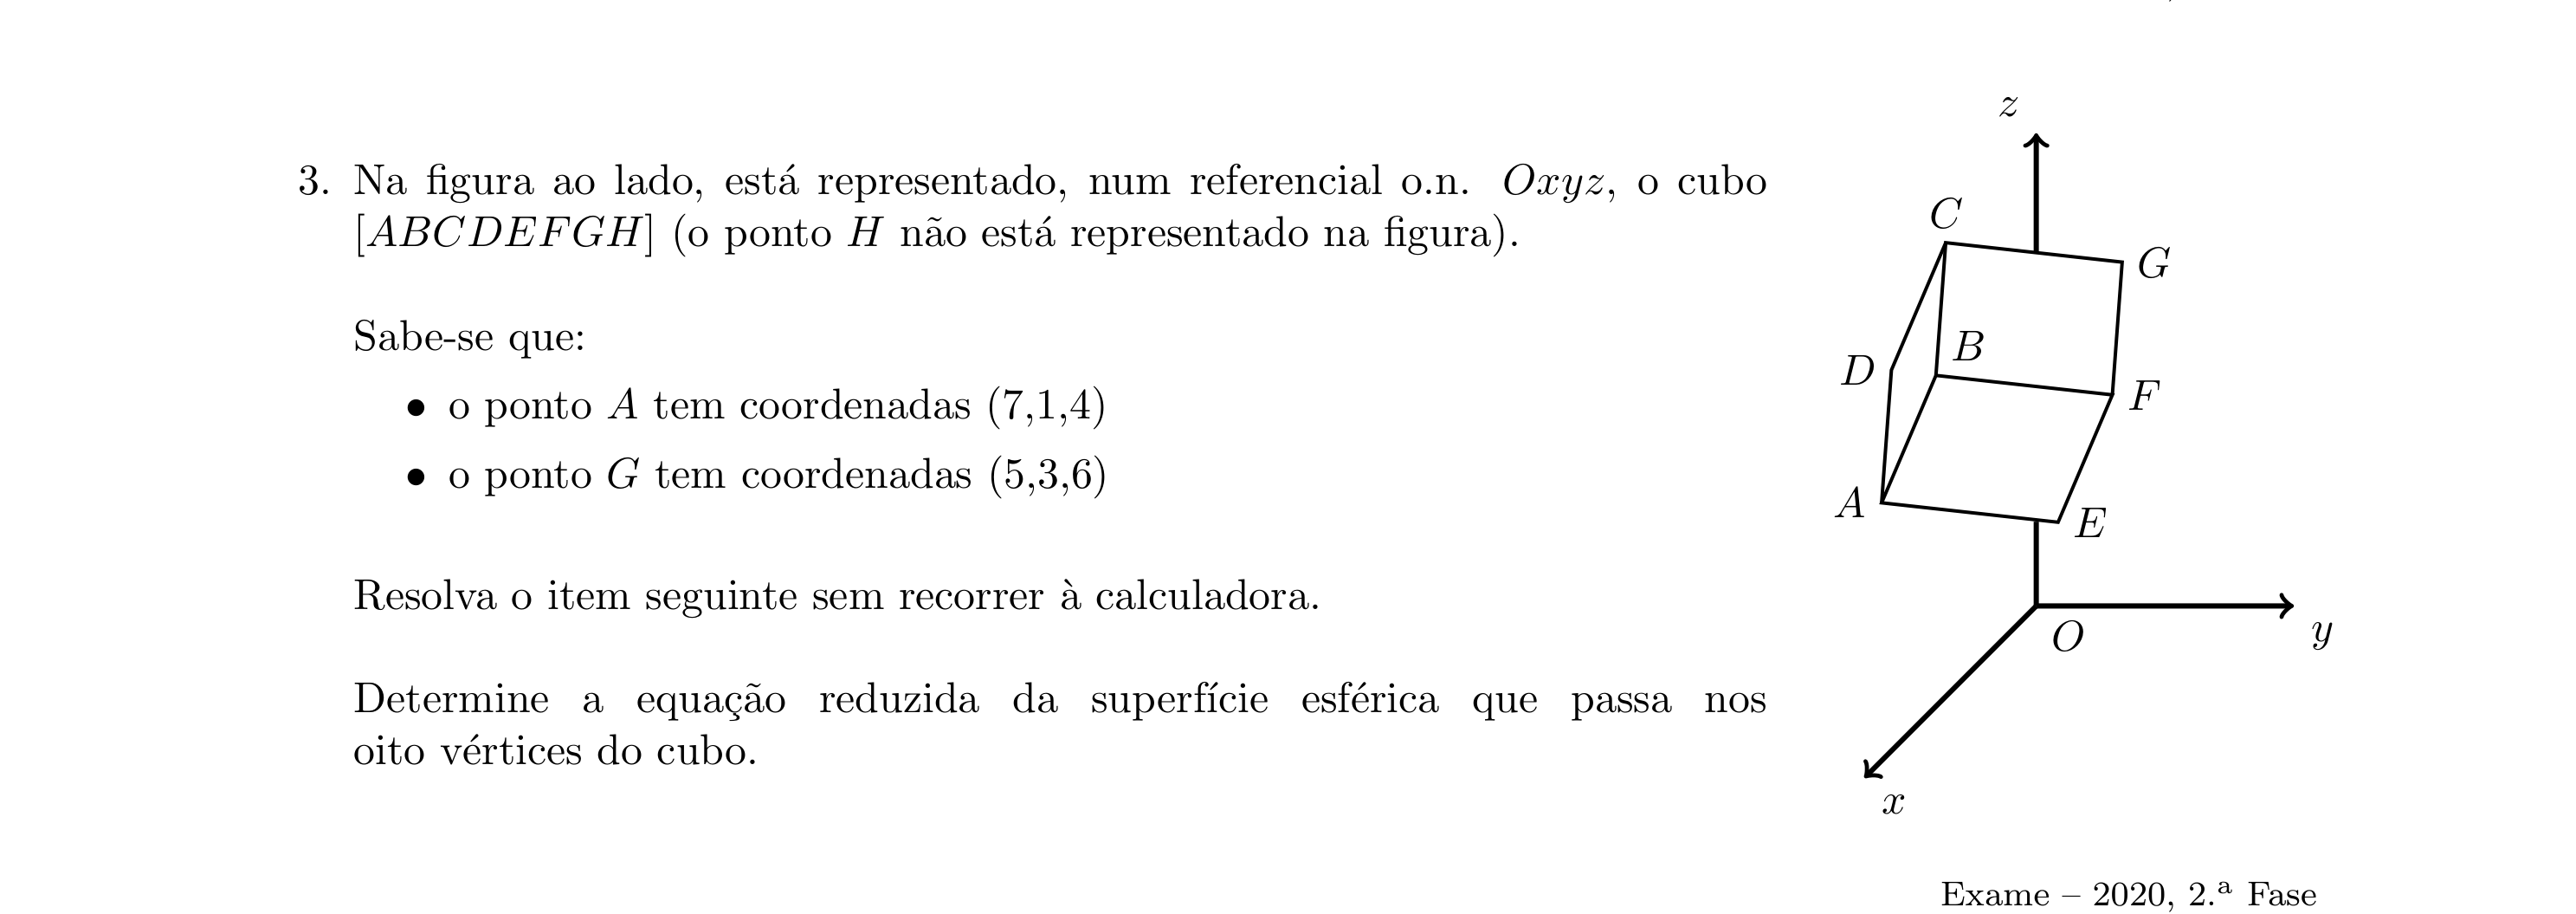 3. Na figura ao lado, está representado, num referencial o.n. Oxyz, o cubo
[ABCDEFGH] (o ponto H não está representado na figura).
Sabe-se que:
• o ponto A tem coordenadas (7,1,4)
• o ponto G tem coordenadas (5,3,6)
Resolva o item seguinte sem recorrer à calculadora.
Determine a equação reduzida da superfície esférica que passa nos
oito vértices do cubo.
z
C
G
B
D
F
A
E
O
y
x
Exame – 2020, 2.ª Fase